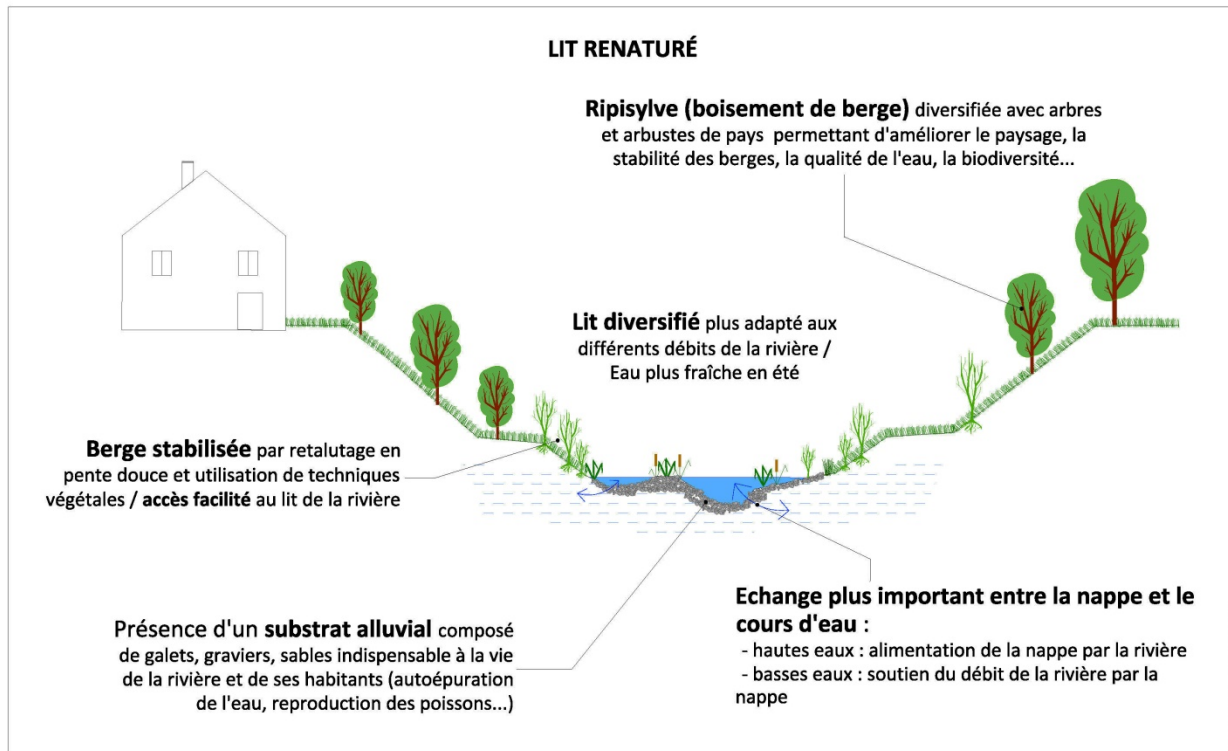 LIT RENATURÉ
Ripisylve (boisement de berge) diversifiée avec arbres
et arbustes de pays permettant d'améliorer le paysage, la
stabilité des berges, la qualité de l'eau, la biodiversité...
Lit diversifié plus adapté aux
différents débits de la rivière /
Eau plus fraîche en été
Berge stabilisée par retalutage en
pente douce et utilisation de techniques
végétales / accès facilité au lit de la rivière
Présence d'un substrat alluvial composé
de galets, graviers, sables indispensable à la vie
de la rivière et de ses habitants (autoépuration
de l'eau, reproduction des poissons...)
Echange plus important entre la nappe et le
cours d'eau :
- hautes eaux : alimentation de la nappe par la rivière
- basses eaux : soutien du débit de la rivière par la
nappe